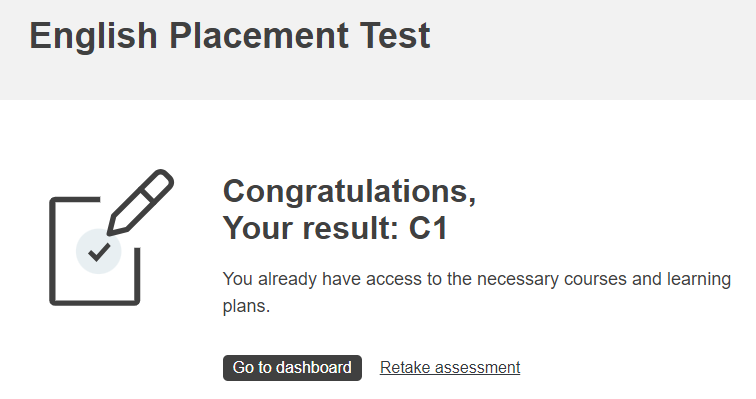 English Placement Test
Congratulations,
Your result: C1
You already have access to the necessary courses and learning
plans.
Go to dashboard
Retake assessment